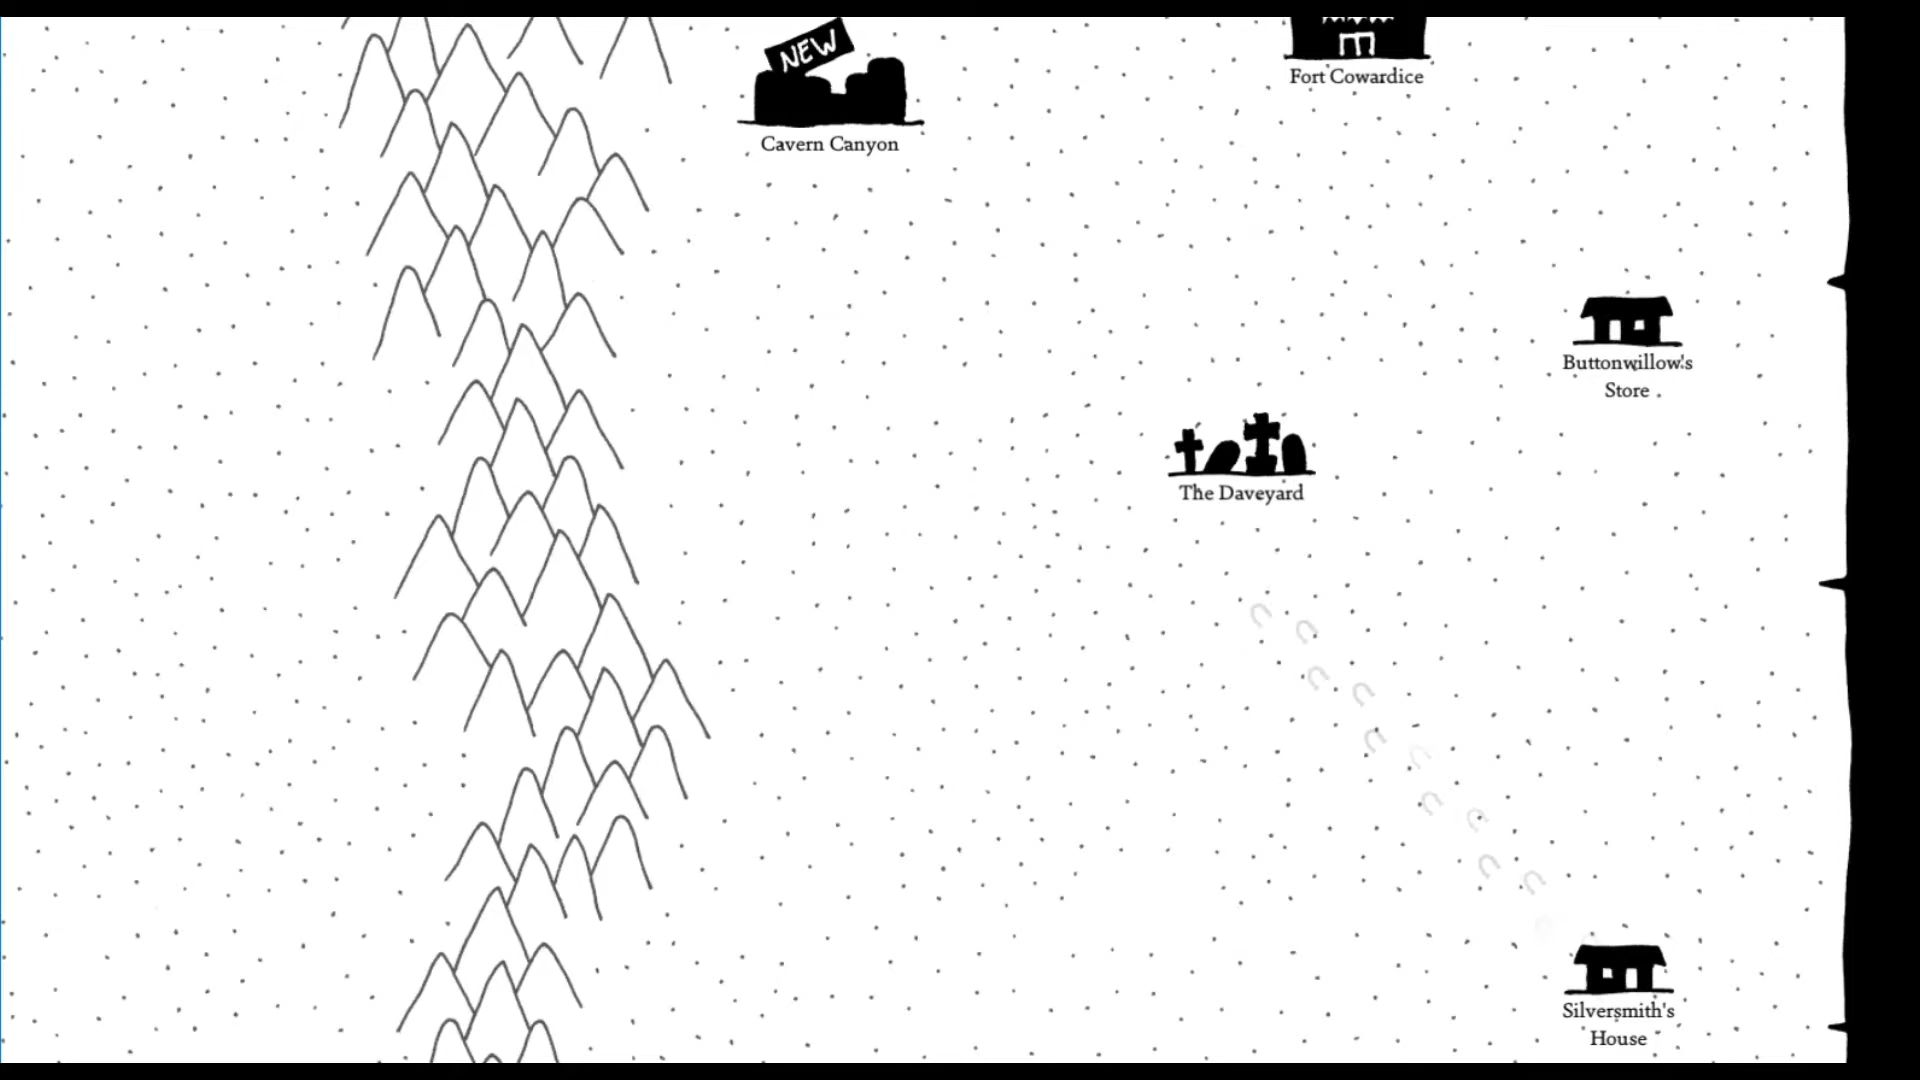 NEW
Fort Cowardice
Cavern Canyon
Buttonwillow's
Store
The Daveyard
Silversmith's
House